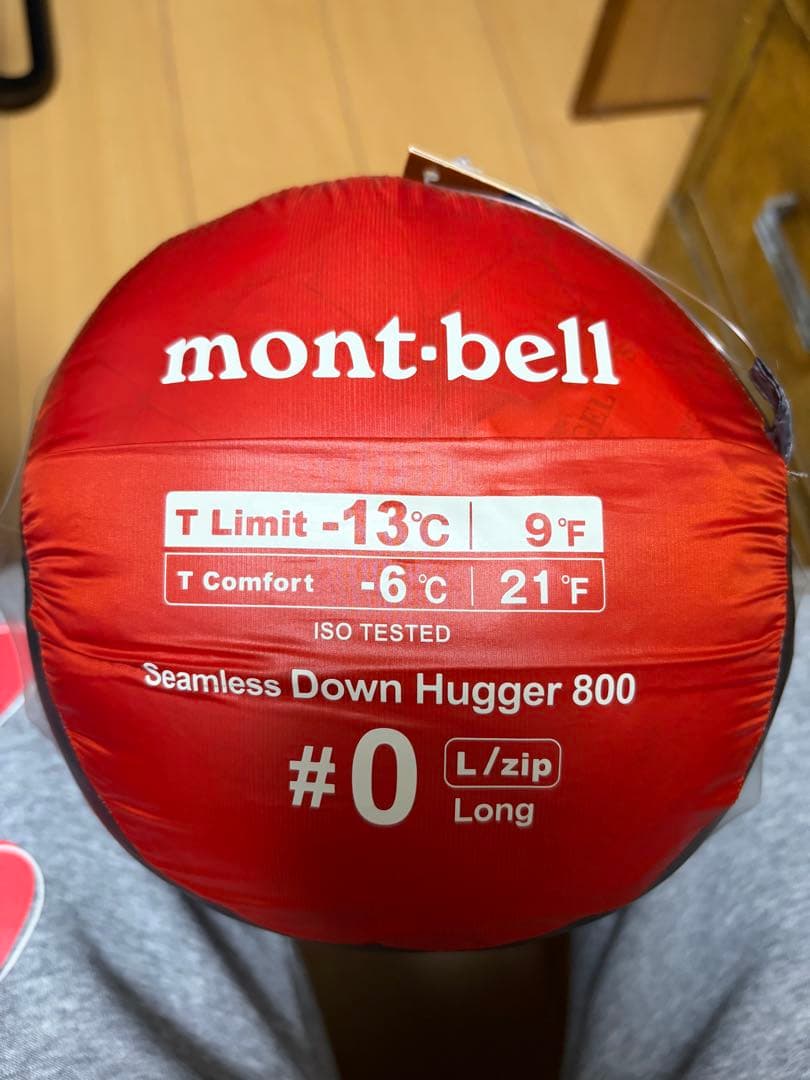 mont-bell
T Limit -13°C 9°F
T Comfort -6°C 21°F
ISO TESTED
Seamless Down Hugger 800
#0 L/zip
Long